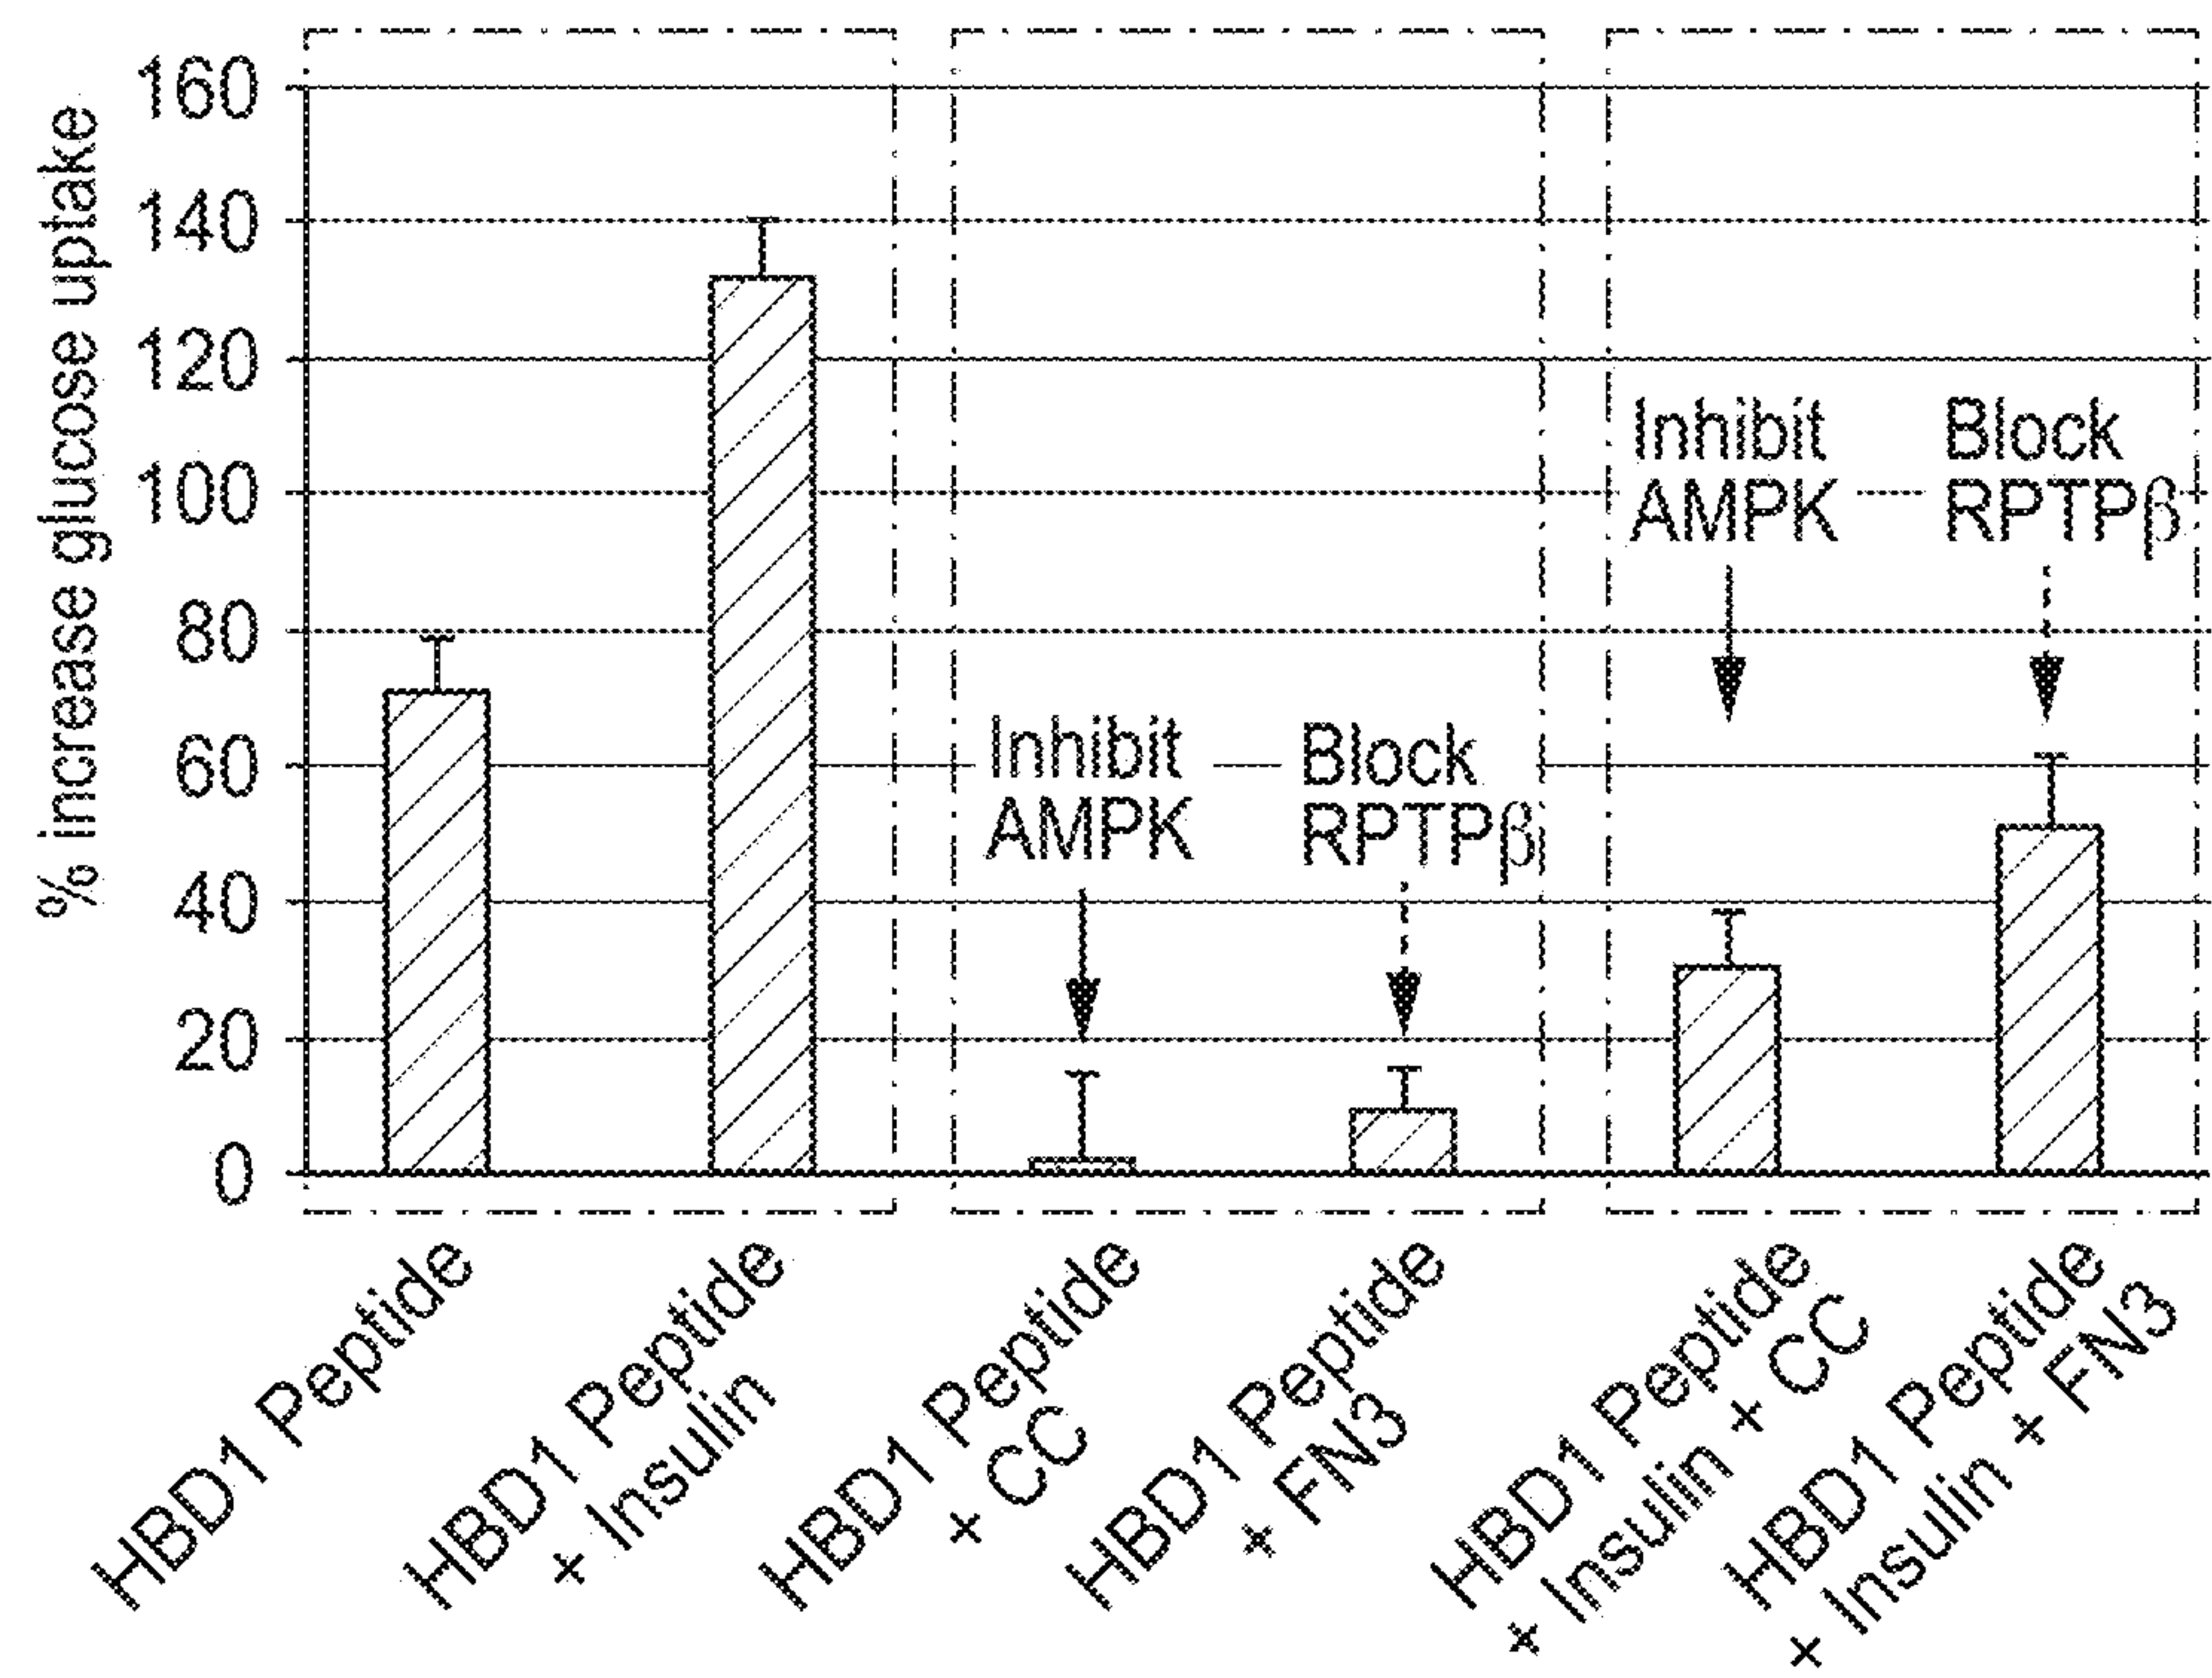 % increase glucose uptake
160
140
120
100
80
60
40
20
0
Inhibit
AMPK
Block
RPTPβ
Inhibit
AMPK
Block
RPTPβ
HBD1 Peptide
HBD1 Peptide
+ Insulin
HBD1 Peptide
+ CC
HBD1 Peptide
+ FN3
HBD1 Peptide
+ Insulin + CC
HBD1 Peptide
+ Insulin + FN3